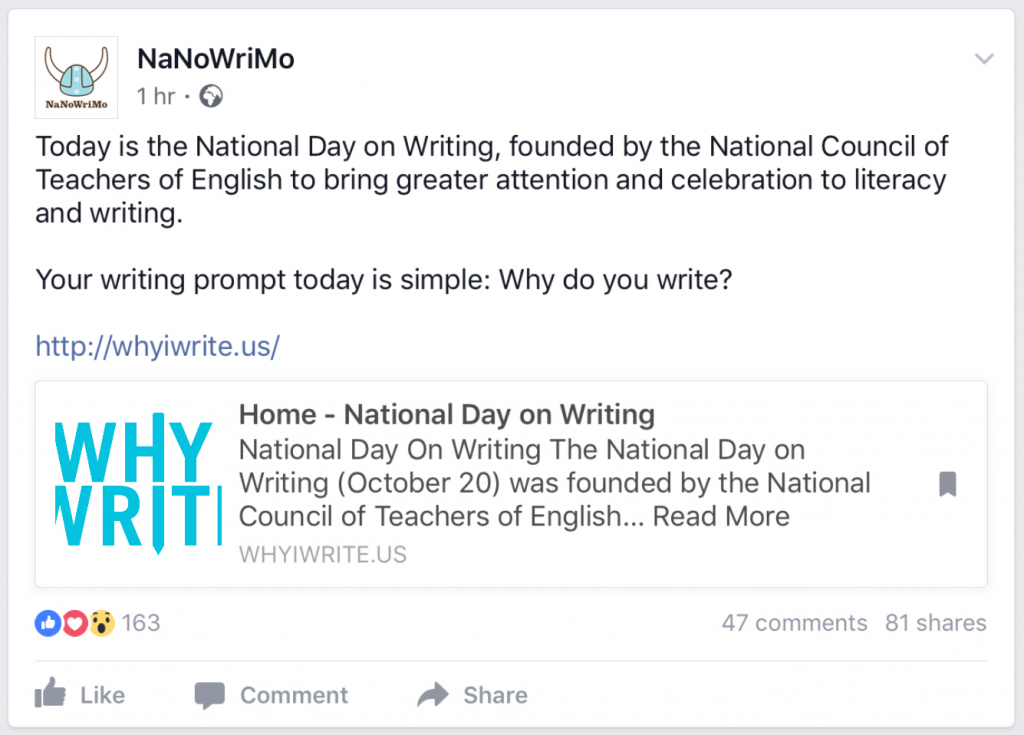 NaNoWriMo
NaNoWriMo
1 hr ·
Today is the National Day on Writing, founded by the National Council of
Teachers of English to bring greater attention and celebration to literacy
and writing.
Your writing prompt today is simple: Why do you write?
http://whyiwrite.us/
WHY
WRIT
Home - National Day on Writing
National Day On Writing The National Day on
Writing (October 20) was founded by the National
Council of Teachers of English... Read More
WHYIWRITE.US
163
47 comments 81 shares
Like Comment Share